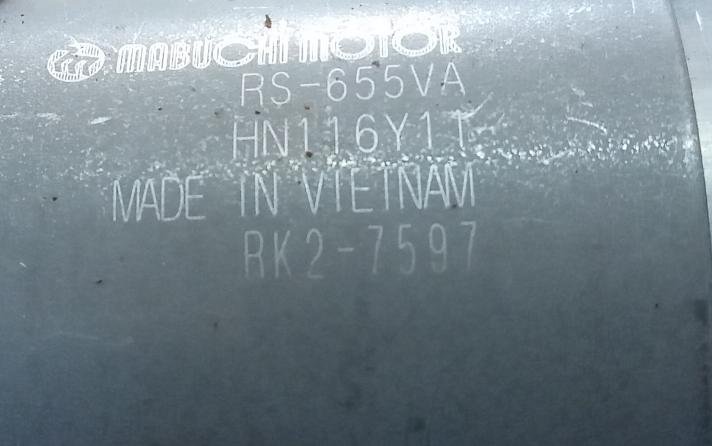 MABUCHI MOTOR
RS-655VA
HN116Y11
MADE IN VIETNAM
RK2-7597